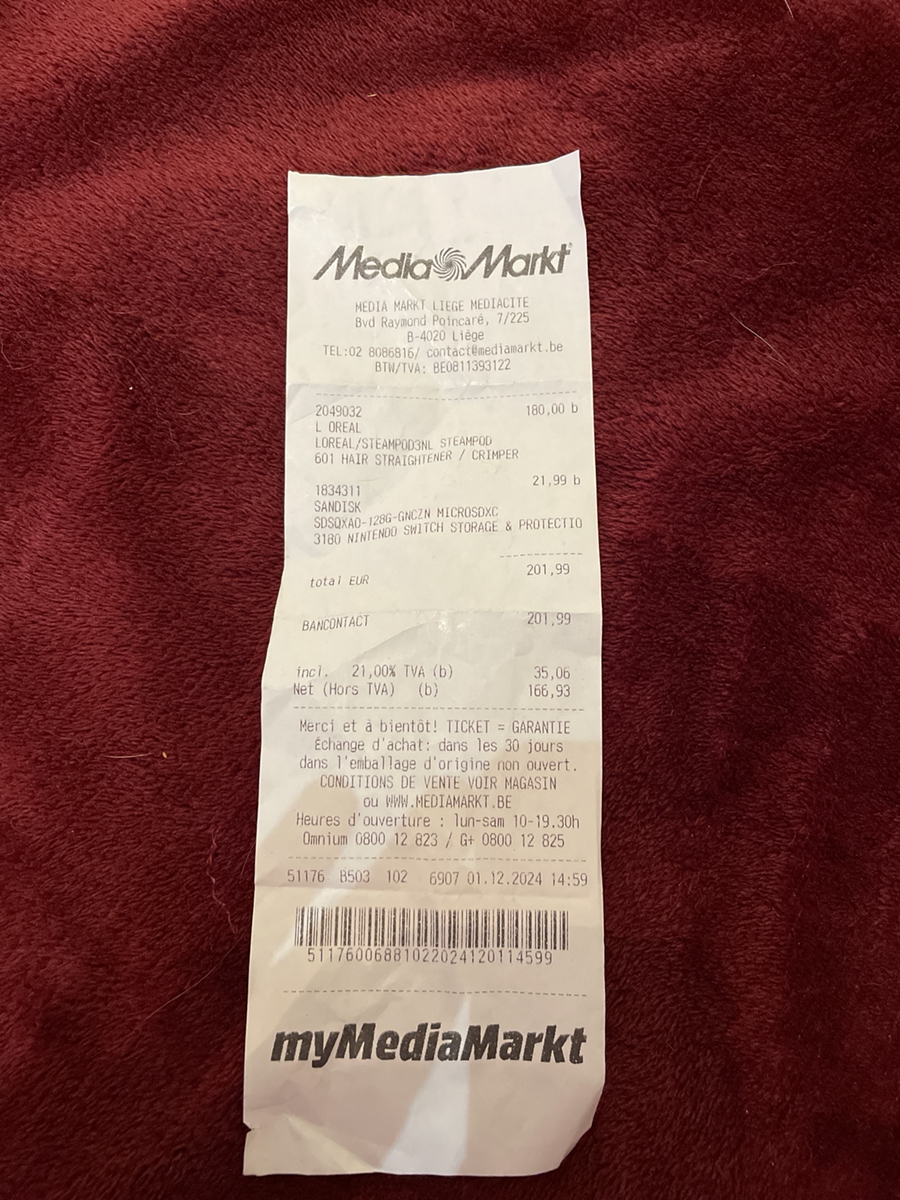 Media Markt
MEDIA MARKT LIEGE MEDIACITE
Bvd Raymond Poincaré, 7/225
B-4020 Liège
TEL:02 8086816/ contact@mediamarkt.be
BTW/TVA: BE0811393122
2049032 180,00 b
L OREAL
LOREAL/STEAMPOD3NL STEAMPOD
601 HAIR STRAIGHTENER / CRIMPER
1834311 21,99 b
SANDISK
SDSQXAO-128G-GNCZN MICROSDXC
3180 NINTENDO SWITCH STORAGE & PROTECTIO
total EUR 201,99
BANCONTACT 201,99
incl. 21,00% TVA (b) 35,06
Net (Hors TVA) (b) 166,93
Merci et à bientôt! TICKET = GARANTIE
Échange d'achat: dans les 30 jours
dans l'emballage d'origine non ouvert.
CONDITIONS DE VENTE VOIR MAGASIN
ou WWW.MEDIAMARKT.BE
Heures d'ouverture : lun-sam 10-19.30h
Omnium 0800 12 823 / G+ 0800 12 825
51176 B503 102 6907 01.12.2024 14:59
51176006881022024120114599
myMediaMarkt